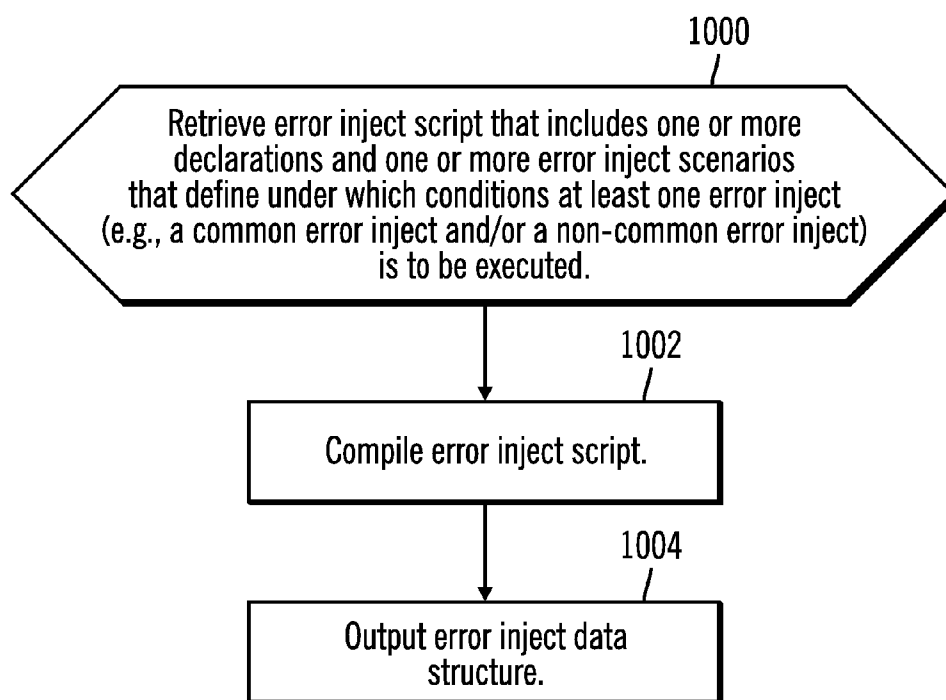 1000
Retrieve error inject script that includes one or more
declarations and one or more error inject scenarios
that define under which conditions at least one error inject
(e.g., a common error inject and/or a non-common error inject)
is to be executed.
1002
Compile error inject script.
1004
Output error inject data
structure.